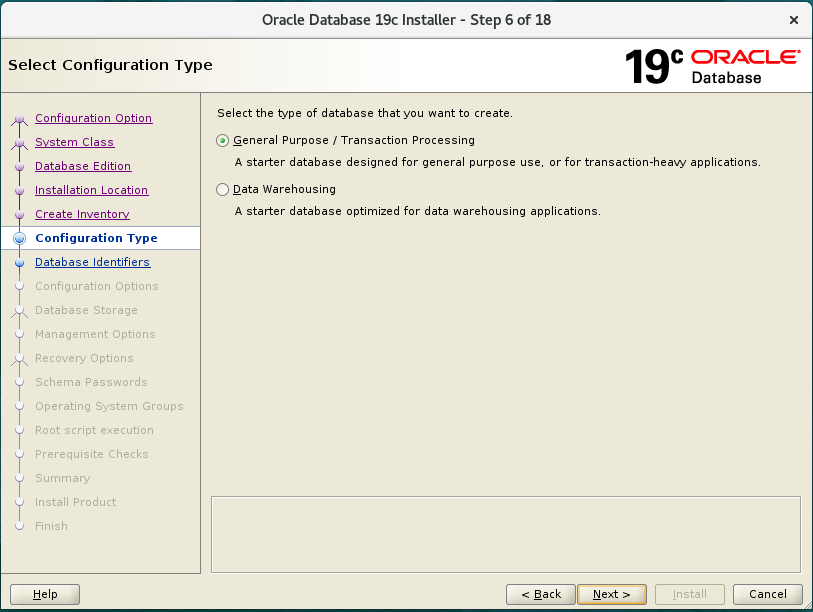 Oracle Database 19c Installer - Step 6 of 18
Select Configuration Type
19c ORACLE
Database
Configuration Option
System Class
Database Edition
Installation Location
Create Inventory
Configuration Type
Database Identifiers
Configuration Options
Database Storage
Management Options
Recovery Options
Schema Passwords
Operating System Groups
Root script execution
Prerequisite Checks
Summary
Install Product
Finish
Select the type of database that you want to create.
General Purpose / Transaction Processing
A starter database designed for general purpose use, or for transaction-heavy applications.
Data Warehousing
A starter database optimized for data warehousing applications.
Help
< Back
Next >
Install
Cancel